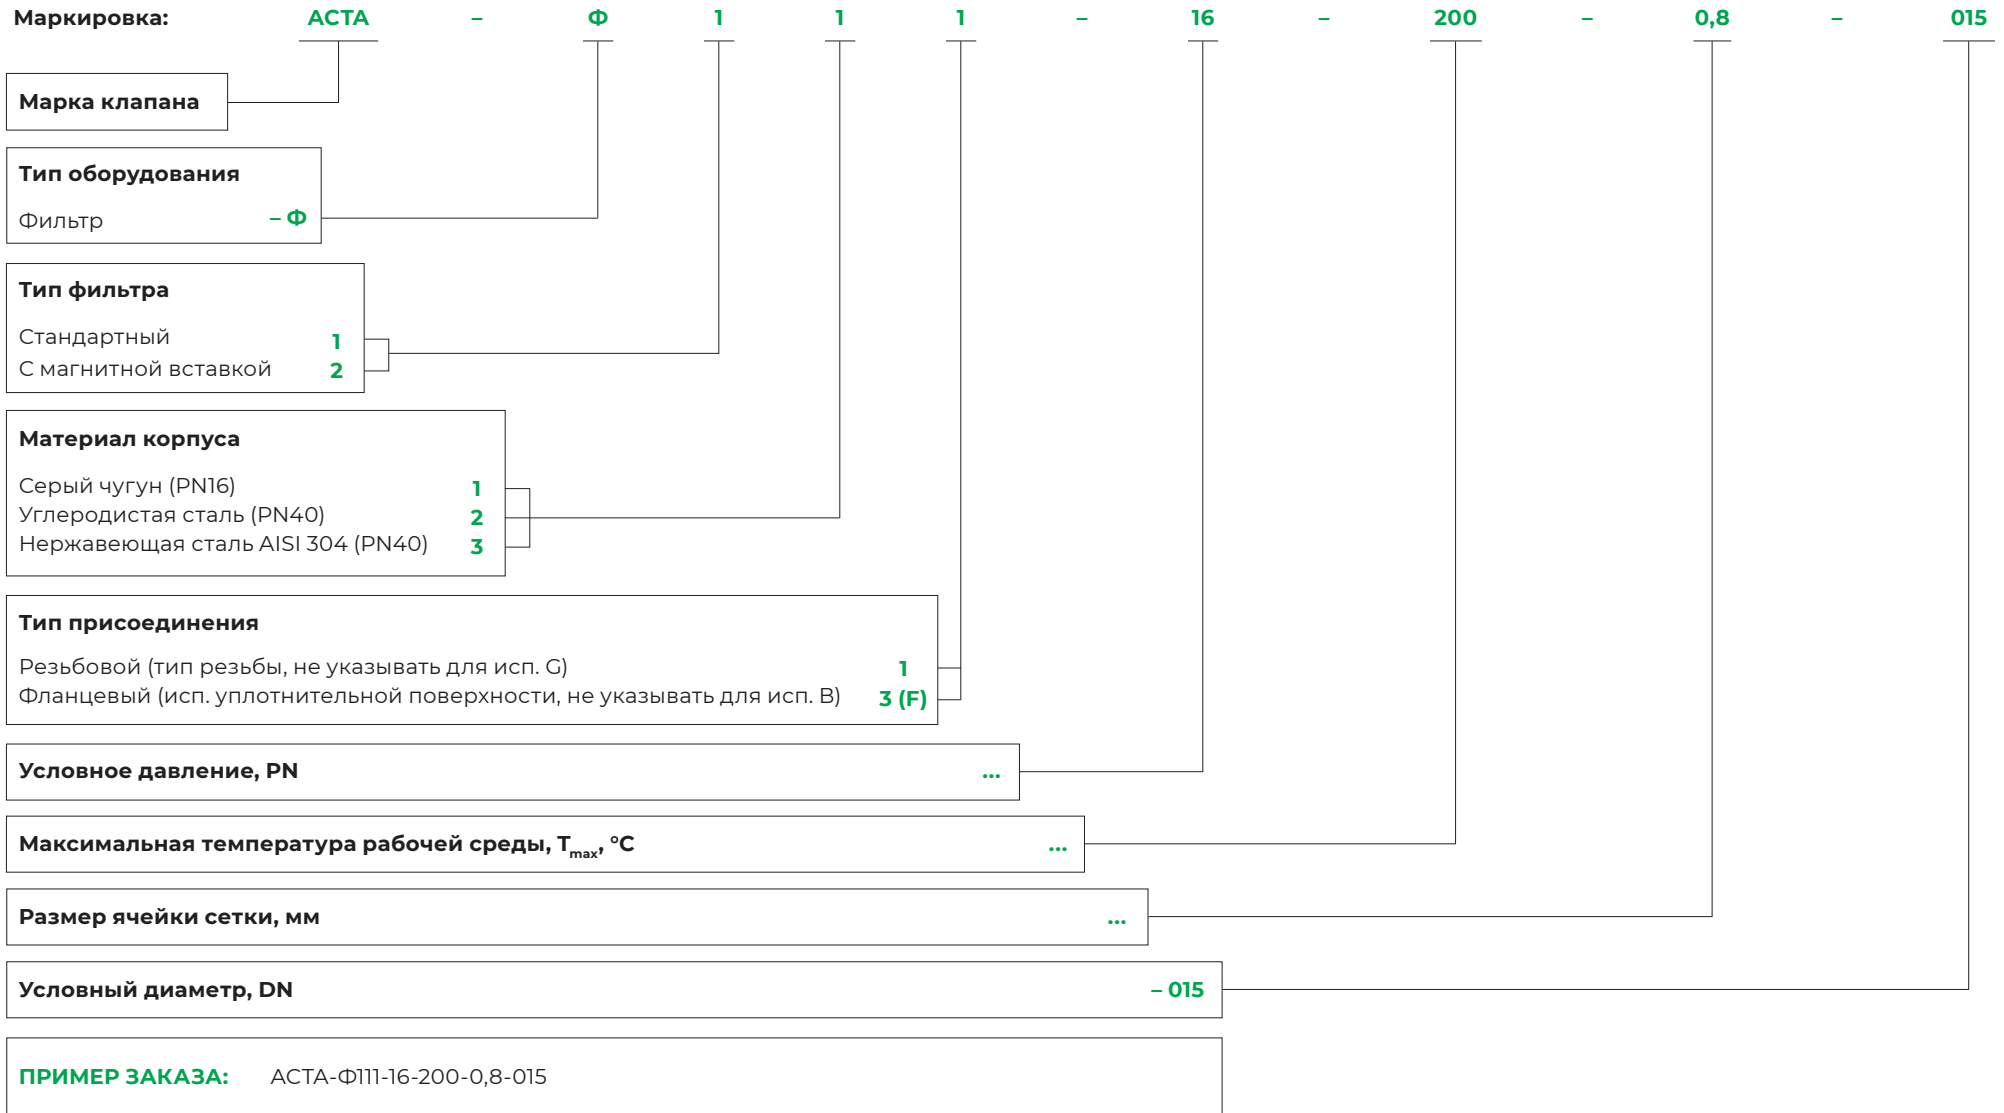 Маркировка: АСТА – Ф 1 1 1 – 16 – 200 – 0,8 – 015
Марка клапана
Тип оборудования
Фильтр – Ф
Тип фильтра
Стандартный 1
С магнитной вставкой 2
Материал корпуса
Серый чугун (PN16) 1
Углеродистая сталь (PN40) 2
Нержавеющая сталь AISI 304 (PN40) 3
Тип присоединения
Резьбовой (тип резьбы, не указывать для исп. G) 1
Фланцевый (исп. уплотнительной поверхности, не указывать для исп. B) 3 (F)
Условное давление, PN ...
Максимальная температура рабочей среды, Tmax, °С ...
Размер ячейки сетки, мм ...
Условный диаметр, DN – 015
ПРИМЕР ЗАКАЗА: АСТА-Ф111-16-200-0,8-015